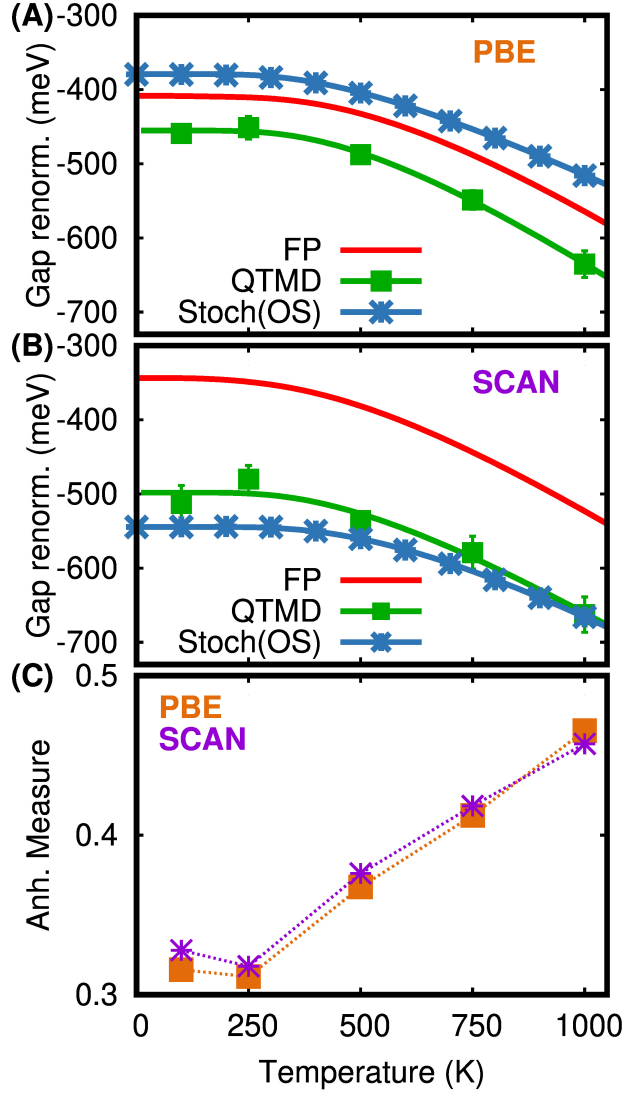 (A)
-300
-400
-500
-600
-700
Gap renorm. (meV)
PBE
FP
QTMD
Stoch(OS)
(B)
-300
-400
-500
-600
-700
Gap renorm. (meV)
SCAN
FP
QTMD
Stoch(OS)
(C)
0.5
0.4
0.3
Anh. Measure
PBE
SCAN
0 250 500 750 1000
Temperature (K)